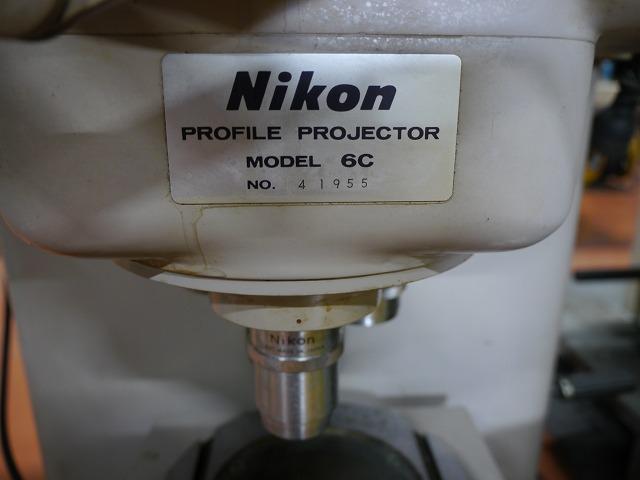 Nikon
PROFILE PROJECTOR
MODEL 6C
NO. 41955
Nikon